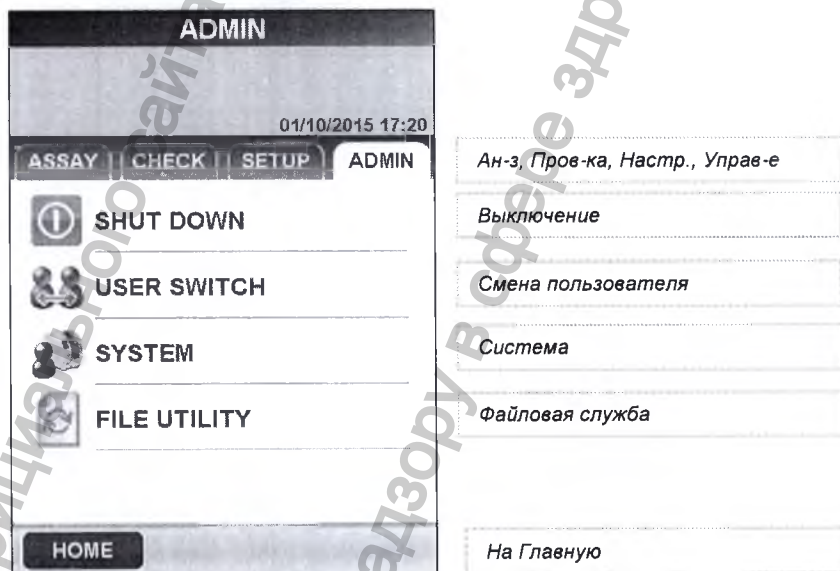 ADMIN
01/10/2015 17:20
ASSAY CHECK SETUP ADMIN
Ан-з, Пров-ка, Настр., Управ-е
SHUT DOWN
Выключение
USER SWITCH
Смена пользователя
SYSTEM
Система
FILE UTILITY
Файловая служба
HOME
На Главную